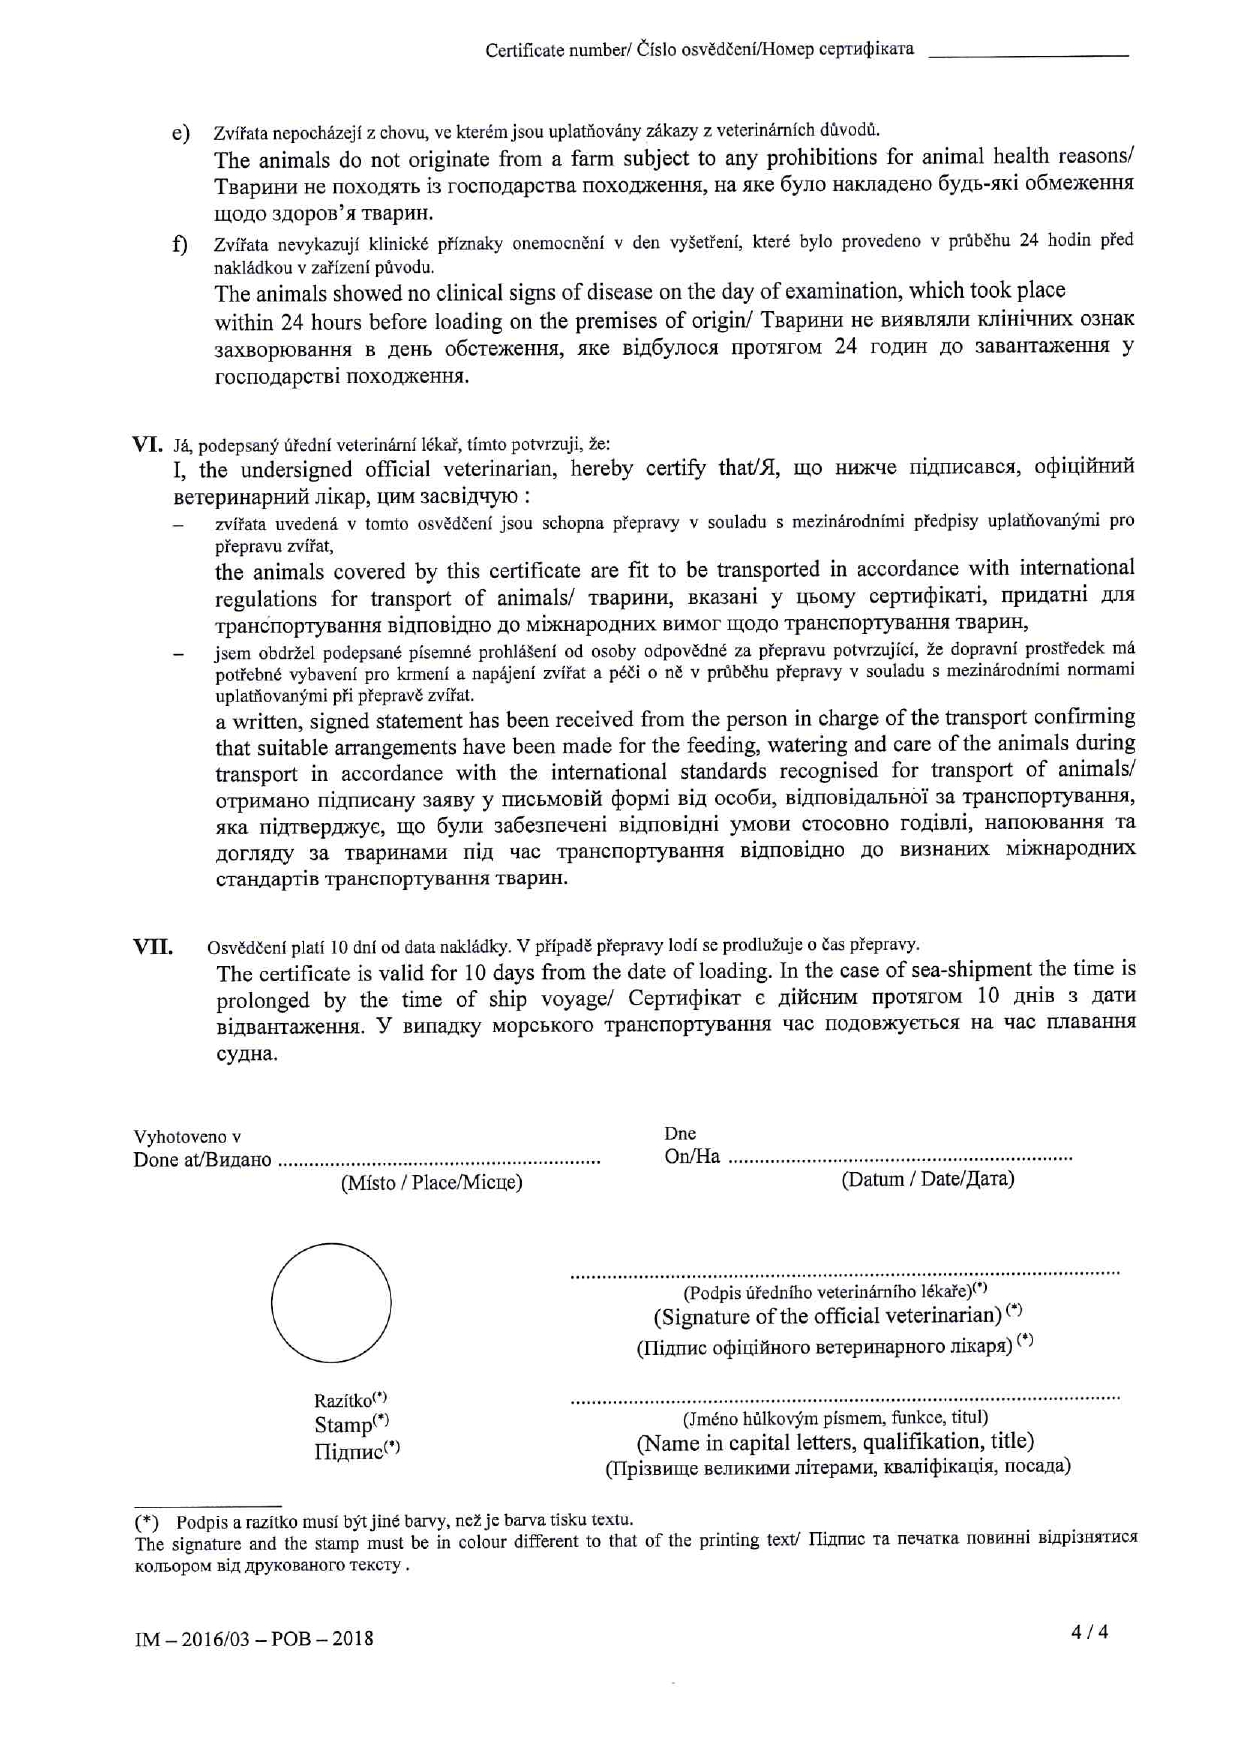 Certificate number/ Číslo osvědčení/Номер сертифіката
e) Zvířata nepocházejí z chovu, ve kterém jsou uplatňovány zákazy z veterinárních důvodů.
The animals do not originate from a farm subject to any prohibitions for animal health reasons/
Тварини не походять із господарства походження, на яке було накладено будь-які обмеження
щодо здоров’я тварин.
f) Zvířata nevykazují klinické příznaky onemocnění v den vyšetření, které bylo provedeno v průběhu 24 hodin před
nakládkou v zařízení původu.
The animals showed no clinical signs of disease on the day of examination, which took place
within 24 hours before loading on the premises of origin/ Тварини не виявляли клінічних ознак
захворювання в день обстеження, яке відбулося протягом 24 годин до завантаження у
господарстві походження.
VI. Já, podepsaný úřední veterinární lékař, tímto potvrzuji, že:
I, the undersigned official veterinarian, hereby certify that/Я, що нижче підписався, офіційний
ветеринарний лікар, цим засвідчую :
– zvířata uvedená v tomto osvědčení jsou schopna přepravy v souladu s mezinárodními předpisy uplatňovanými pro
přepravu zvířat,
the animals covered by this certificate are fit to be transported in accordance with international
regulations for transport of animals/ тварини, вказані у цьому сертифікаті, придатні для
транспортування відповідно до міжнародних вимог щодо транспортування тварин,
– jsem obdržel podepsané písemné prohlášení od osoby odpovědné za přepravu potvrzující, že dopravní prostředek má
potřebné vybavení pro krmení a napájení zvířat a péči o ně v průběhu přepravy v souladu s mezinárodními normami
uplatňovanými při přepravě zvířat.
a written, signed statement has been received from the person in charge of the transport confirming
that suitable arrangements have been made for the feeding, watering and care of the animals during
transport in accordance with the international standards recognised for transport of animals/
отримано підписану заяву у письмовій формі від особи, відповідальної за транспортування,
яка підтверджує, що були забезпечені відповідні умови стосовно годівлі, напоювання та
догляду за тваринами під час транспортування відповідно до визнаних міжнародних
стандартів транспортування тварин.
VII. Osvědčení platí 10 dní od data nakládky. V případě přepravy lodí se prodlužuje o čas přepravy.
The certificate is valid for 10 days from the date of loading. In the case of sea-shipment the time is
prolonged by the time of ship voyage/ Сертифікат є дійсним протягом 10 днів з дати
відвантаження. У випадку морського транспортування час подовжується на час плавання
судна.
Vyhotoveno v Dne
Done at/Видано ............................................................. On/На .................................................................
(Místo / Place/Місце) (Datum / Date/Дата)
(Podpis úředního veterinárního lékaře)(*)
(Signature of the official veterinarian) (*)
(Підпис офіційного ветеринарного лікаря) (*)
Razítko(*)
Stamp(*) (Jméno hůlkovým písmem, funkce, titul)
Підпис(*) (Name in capital letters, qualifikation, title)
(Прізвище великими літерами, кваліфікація, посада)
(*) Podpis a razítko musí být jiné barvy, než je barva tisku textu.
The signature and the stamp must be in colour different to that of the printing text/ Підпис та печатка повинні відрізнятися
кольором від друкованого тексту .
IM – 2016/03 – POB – 2018 4 / 4